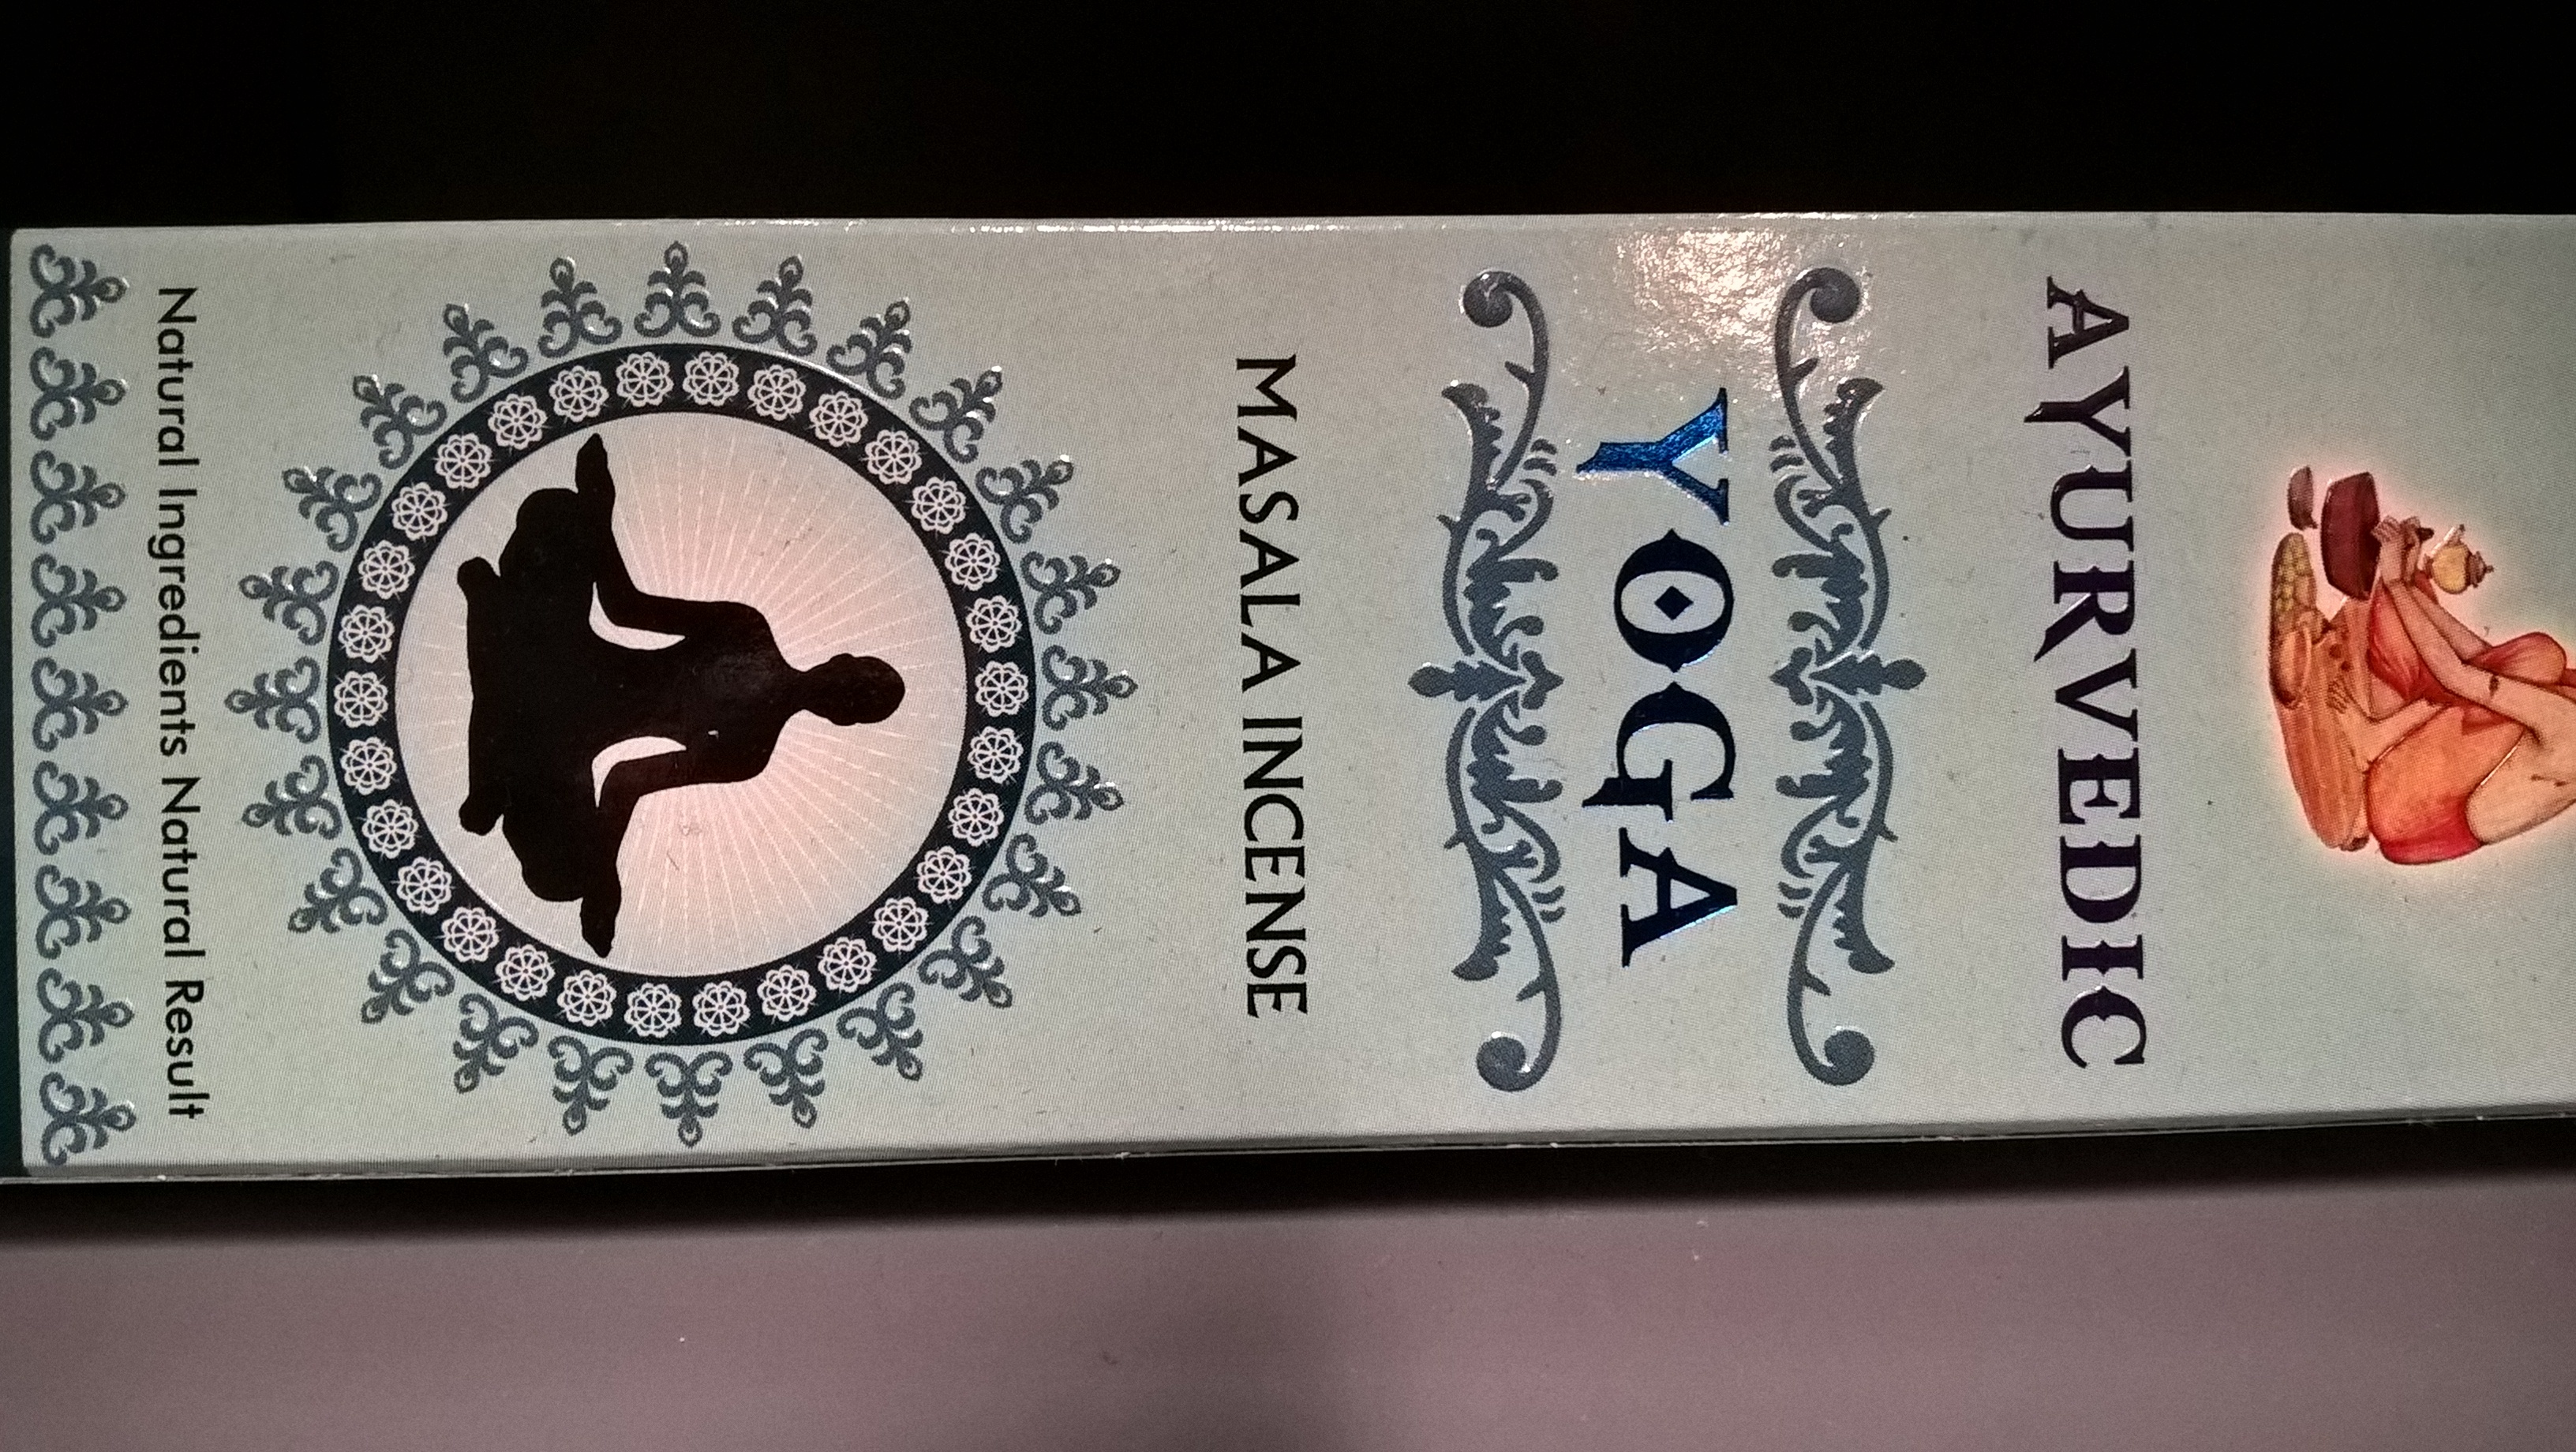 AYURVEDIC
YOGA
MASALA INCENSE
Natural Ingredients Natural Result